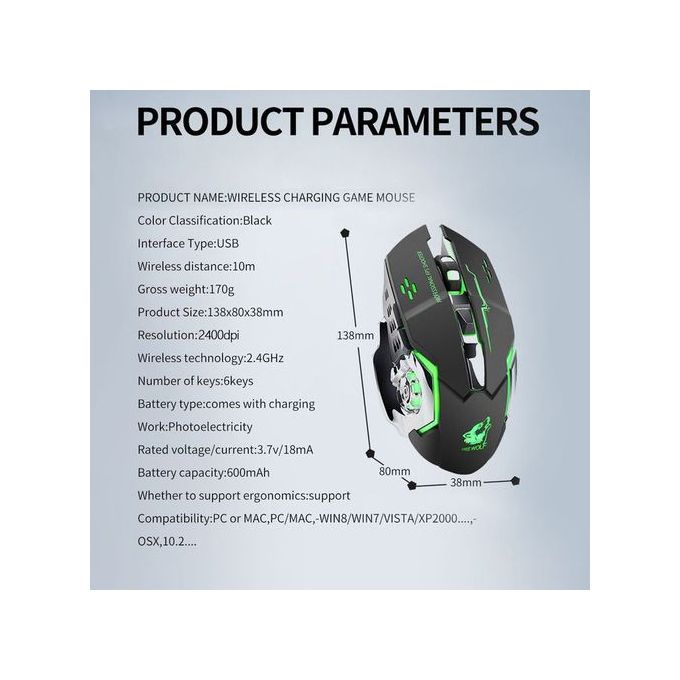 PRODUCT PARAMETERS
PRODUCT NAME:WIRELESS CHARGING GAME MOUSE
Color Classification:Black
Interface Type:USB
Wireless distance:10m
Gross weight:170g
Product Size:138x80x38mm
Resolution:2400dpi
Wireless technology:2.4GHz
Number of keys:6keys
Battery type:comes with charging
Work:Photoelectricity
Rated voltage/current:3.7v/18mA
Battery capacity:600mAh
Whether to support ergonomics:support
Compatibility:PC or MAC,PC/MAC,-WIN8/WIN7/VISTA/XP2000....,-
OSX,10.2....
138mm
80mm
38mm
FREE WOLF